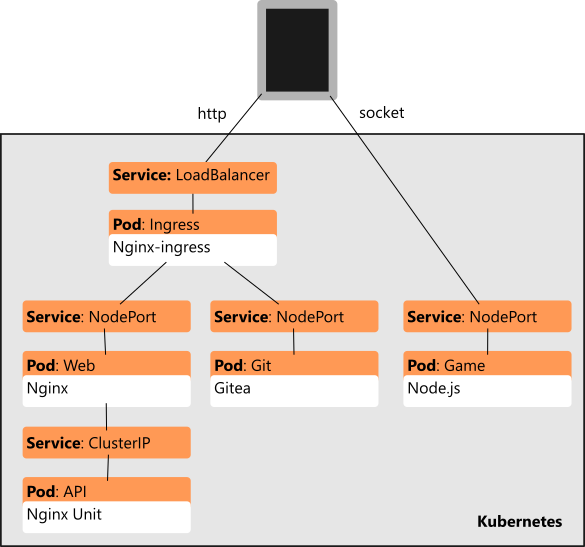 http
socket
Service: LoadBalancer
Pod: Ingress
Nginx-ingress
Service: NodePort
Service: NodePort
Service: NodePort
Pod: Web
Nginx
Pod: Git
Gitea
Pod: Game
Node.js
Service: ClusterIP
Pod: API
Nginx Unit
Kubernetes